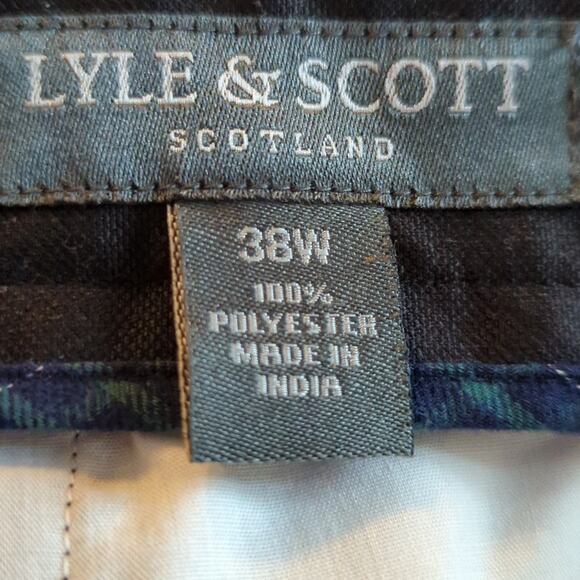 LYLE & SCOTT
SCOTLAND
38W
100%
POLYESTER
MADE IN
INDIA